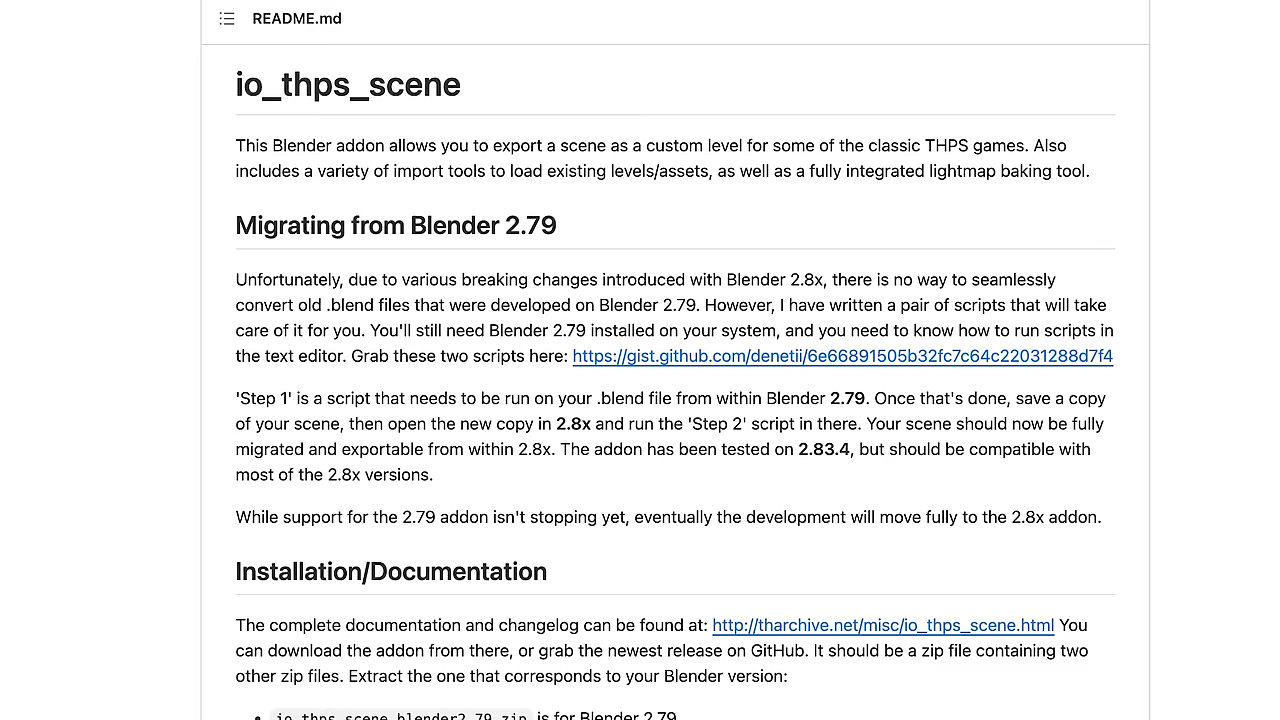 README.md
io_thps_scene
This Blender addon allows you to export a scene as a custom level for some of the classic THPS games. Also
includes a variety of import tools to load existing levels/assets, as well as a fully integrated lightmap baking tool.
Migrating from Blender 2.79
Unfortunately, due to various breaking changes introduced with Blender 2.8x, there is no way to seamlessly
convert old .blend files that were developed on Blender 2.79. However, I have written a pair of scripts that will take
care of it for you. You'll still need Blender 2.79 installed on your system, and you need to know how to run scripts in
the text editor. Grab these two scripts here: https://gist.github.com/denetii/6e66891505b32fc7c64c22031288d7f4
'Step 1' is a script that needs to be run on your .blend file from within Blender 2.79. Once that's done, save a copy
of your scene, then open the new copy in 2.8x and run the 'Step 2' script in there. Your scene should now be fully
migrated and exportable from within 2.8x. The addon has been tested on 2.83.4, but should be compatible with
most of the 2.8x versions.
While support for the 2.79 addon isn't stopping yet, eventually the development will move fully to the 2.8x addon.
Installation/Documentation
The complete documentation and changelog can be found at: http://tharchive.net/misc/io_thps_scene.html You
can download the addon from there, or grab the newest release on GitHub. It should be a zip file containing two
other zip files. Extract the one that corresponds to your Blender version:
• io_thps_scene_blender2_79.zip is for Blender 2.79